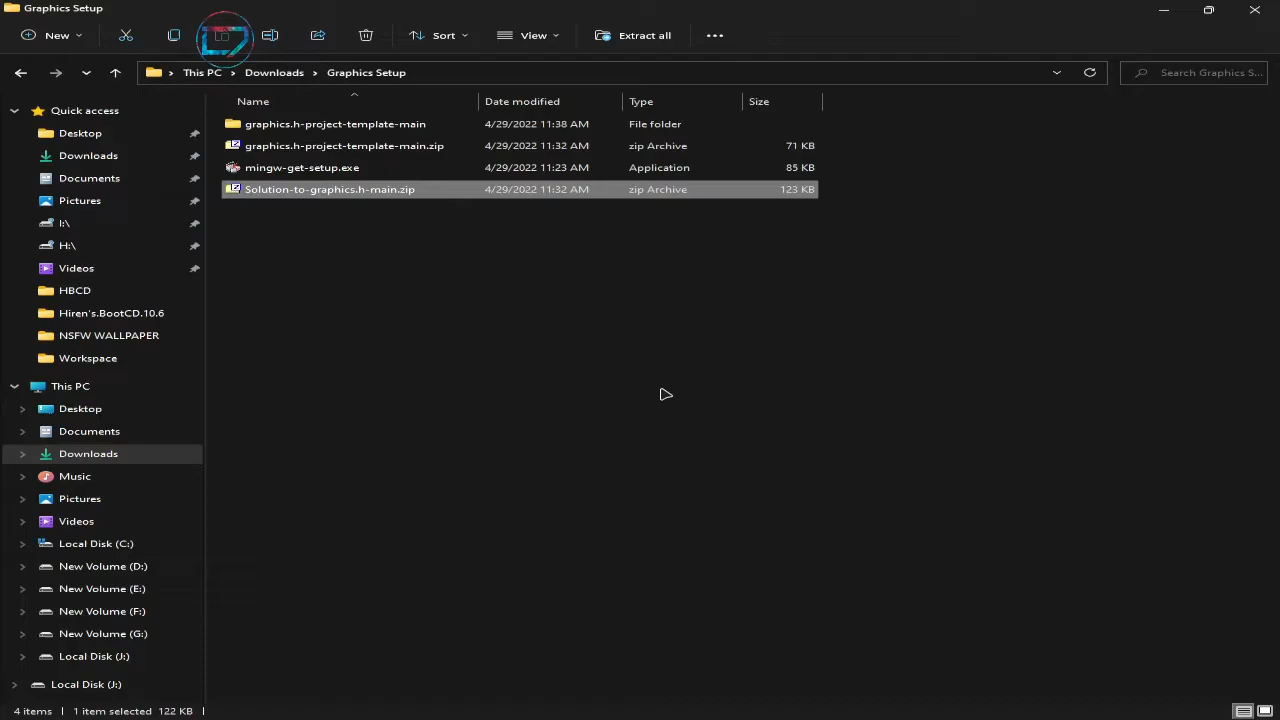 Graphics Setup
New
Sort
View
Extract all
This PC > Downloads > Graphics Setup
Search Graphics S...
Name Date modified Type Size
graphics.h-project-template-main 4/29/2022 11:38 AM File folder
graphics.h-project-template-main.zip 4/29/2022 11:32 AM zip Archive 71 KB
mingw-get-setup.exe 4/29/2022 11:23 AM Application 85 KB
Solution-to-graphics.h-main.zip 4/29/2022 11:32 AM zip Archive 123 KB
Quick access
Desktop
Downloads
Documents
Pictures
I:\
H:\
Videos
HBCD
Hiren's.BootCD.10.6
NSFW WALLPAPER
Workspace
This PC
Desktop
Documents
Downloads
Music
Pictures
Videos
Local Disk (C:)
New Volume (D:)
New Volume (E:)
New Volume (F:)
New Volume (G:)
Local Disk (J:)
Local Disk (J:)
4 items 1 item selected 122 KB